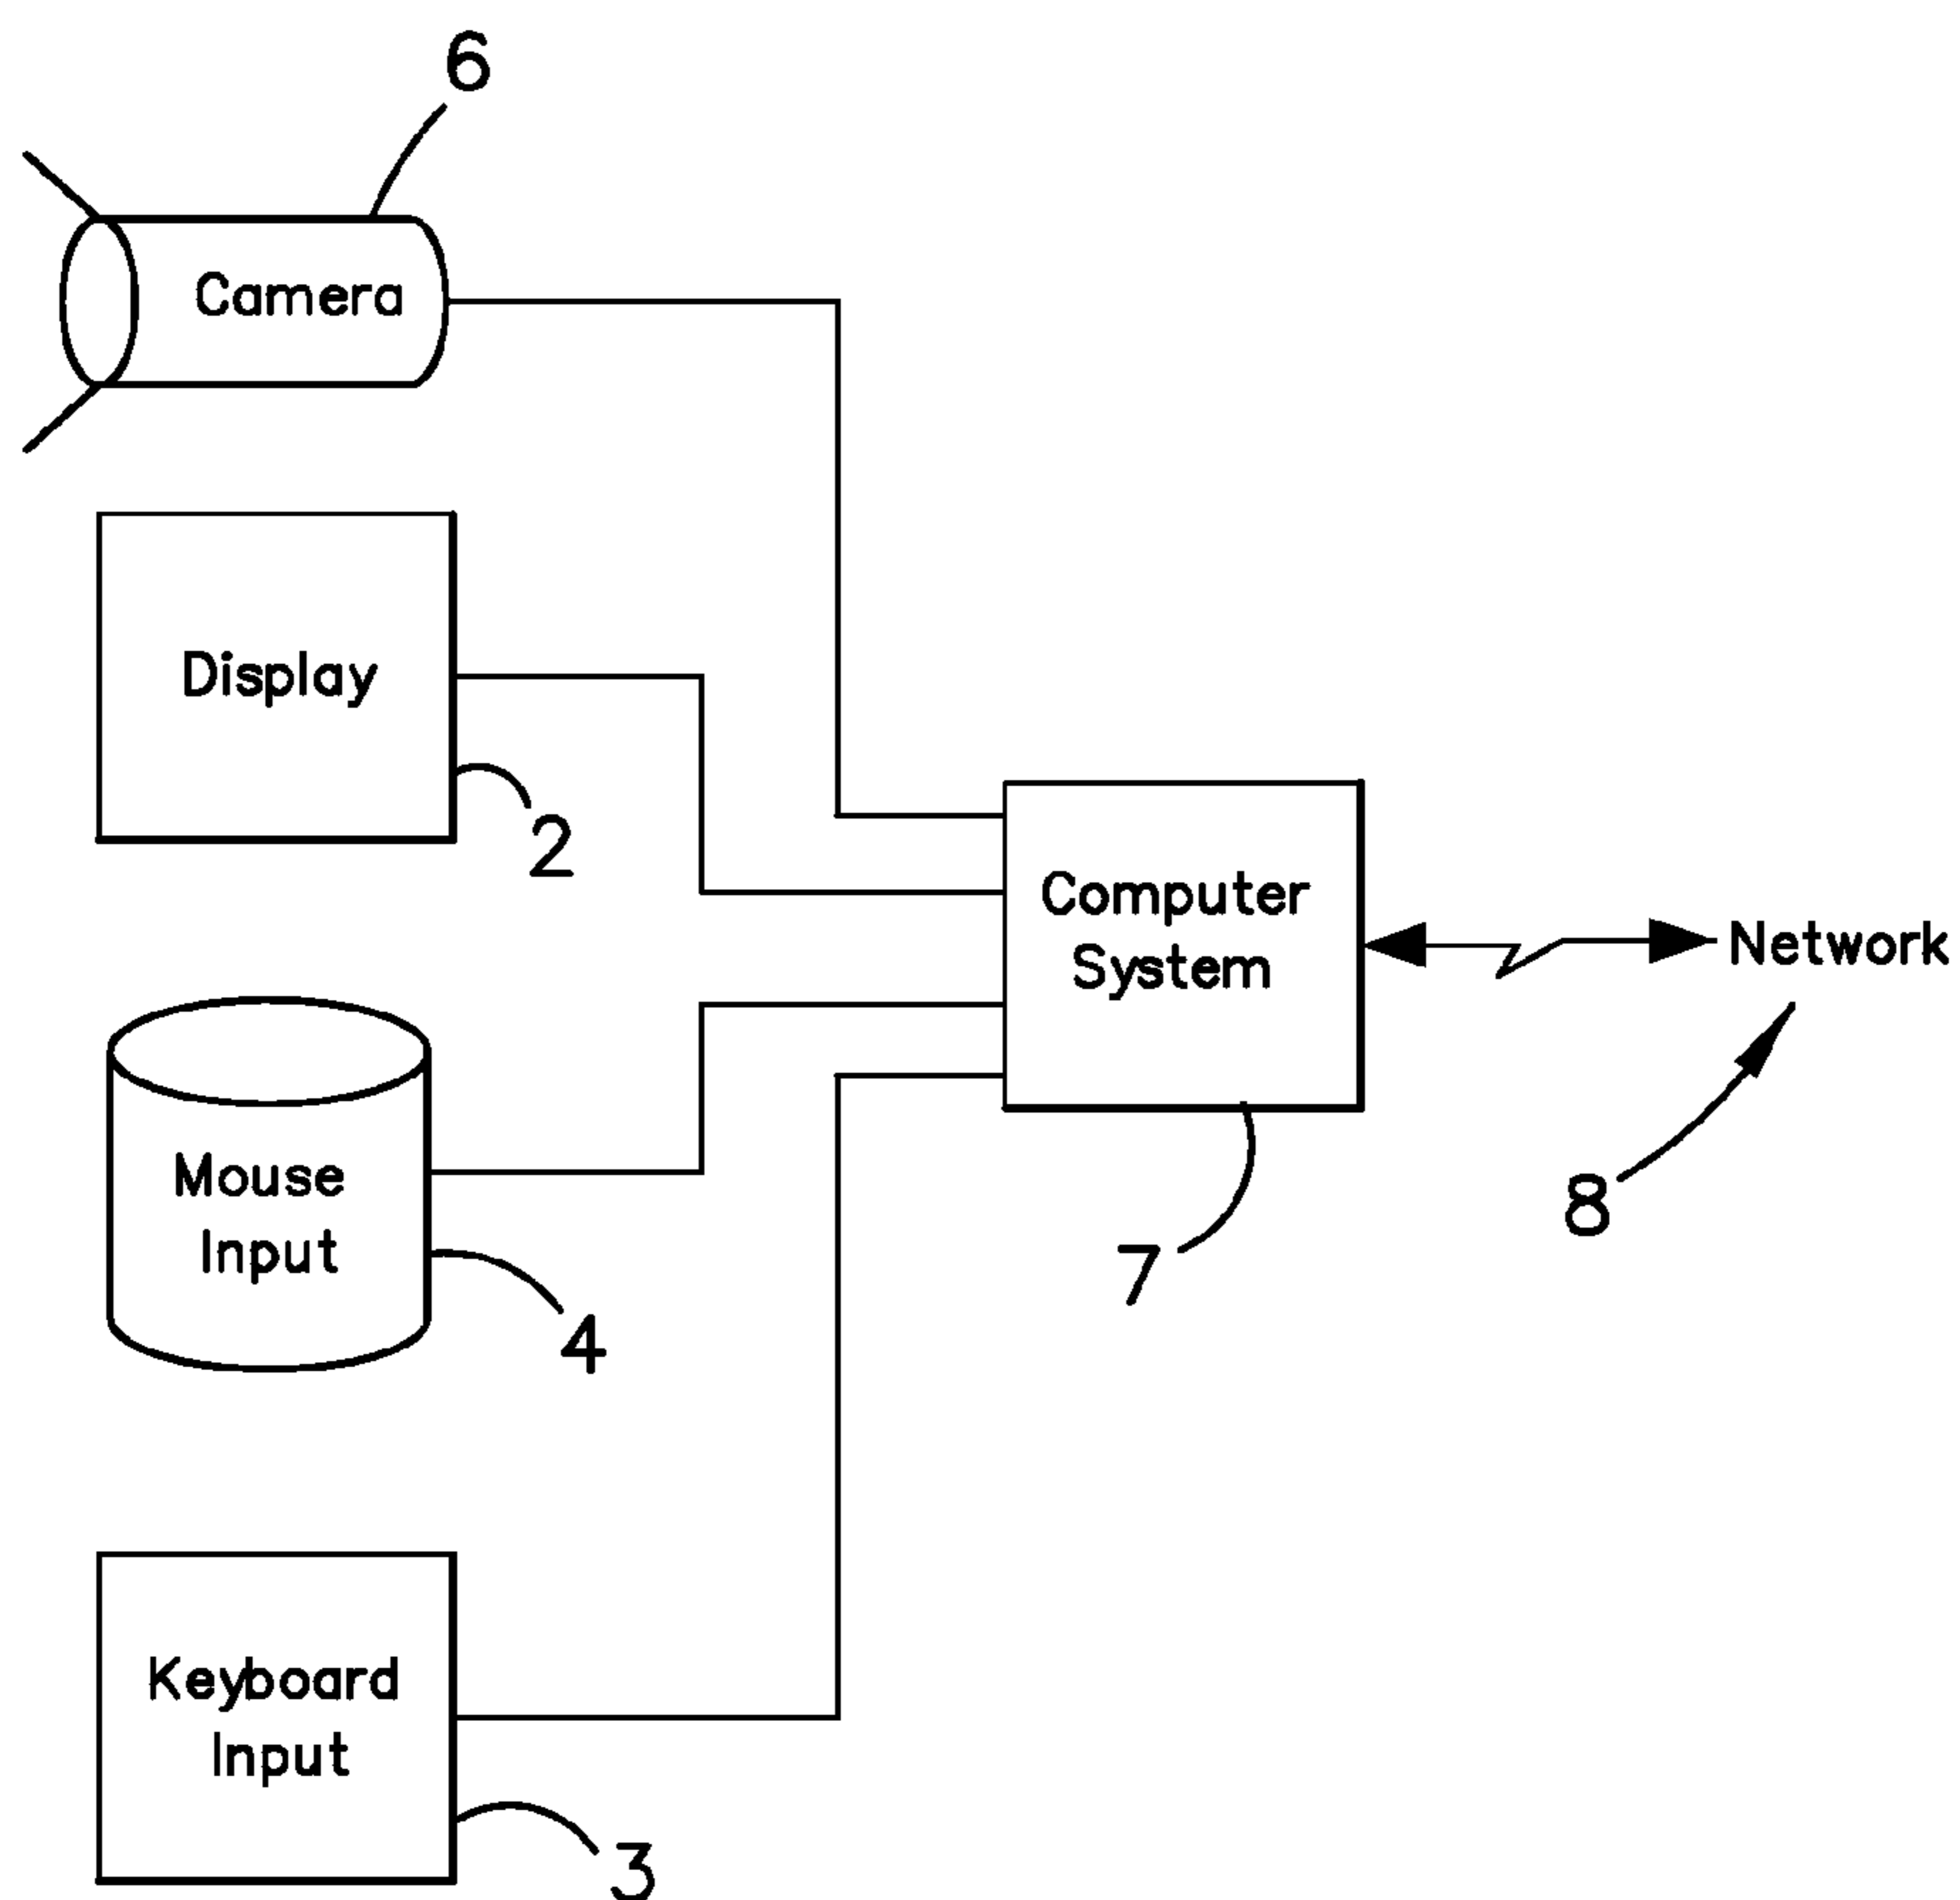 6
Camera
Display
2
Computer
System
Network
Mouse
Input
4
7
8
Keyboard
Input
3